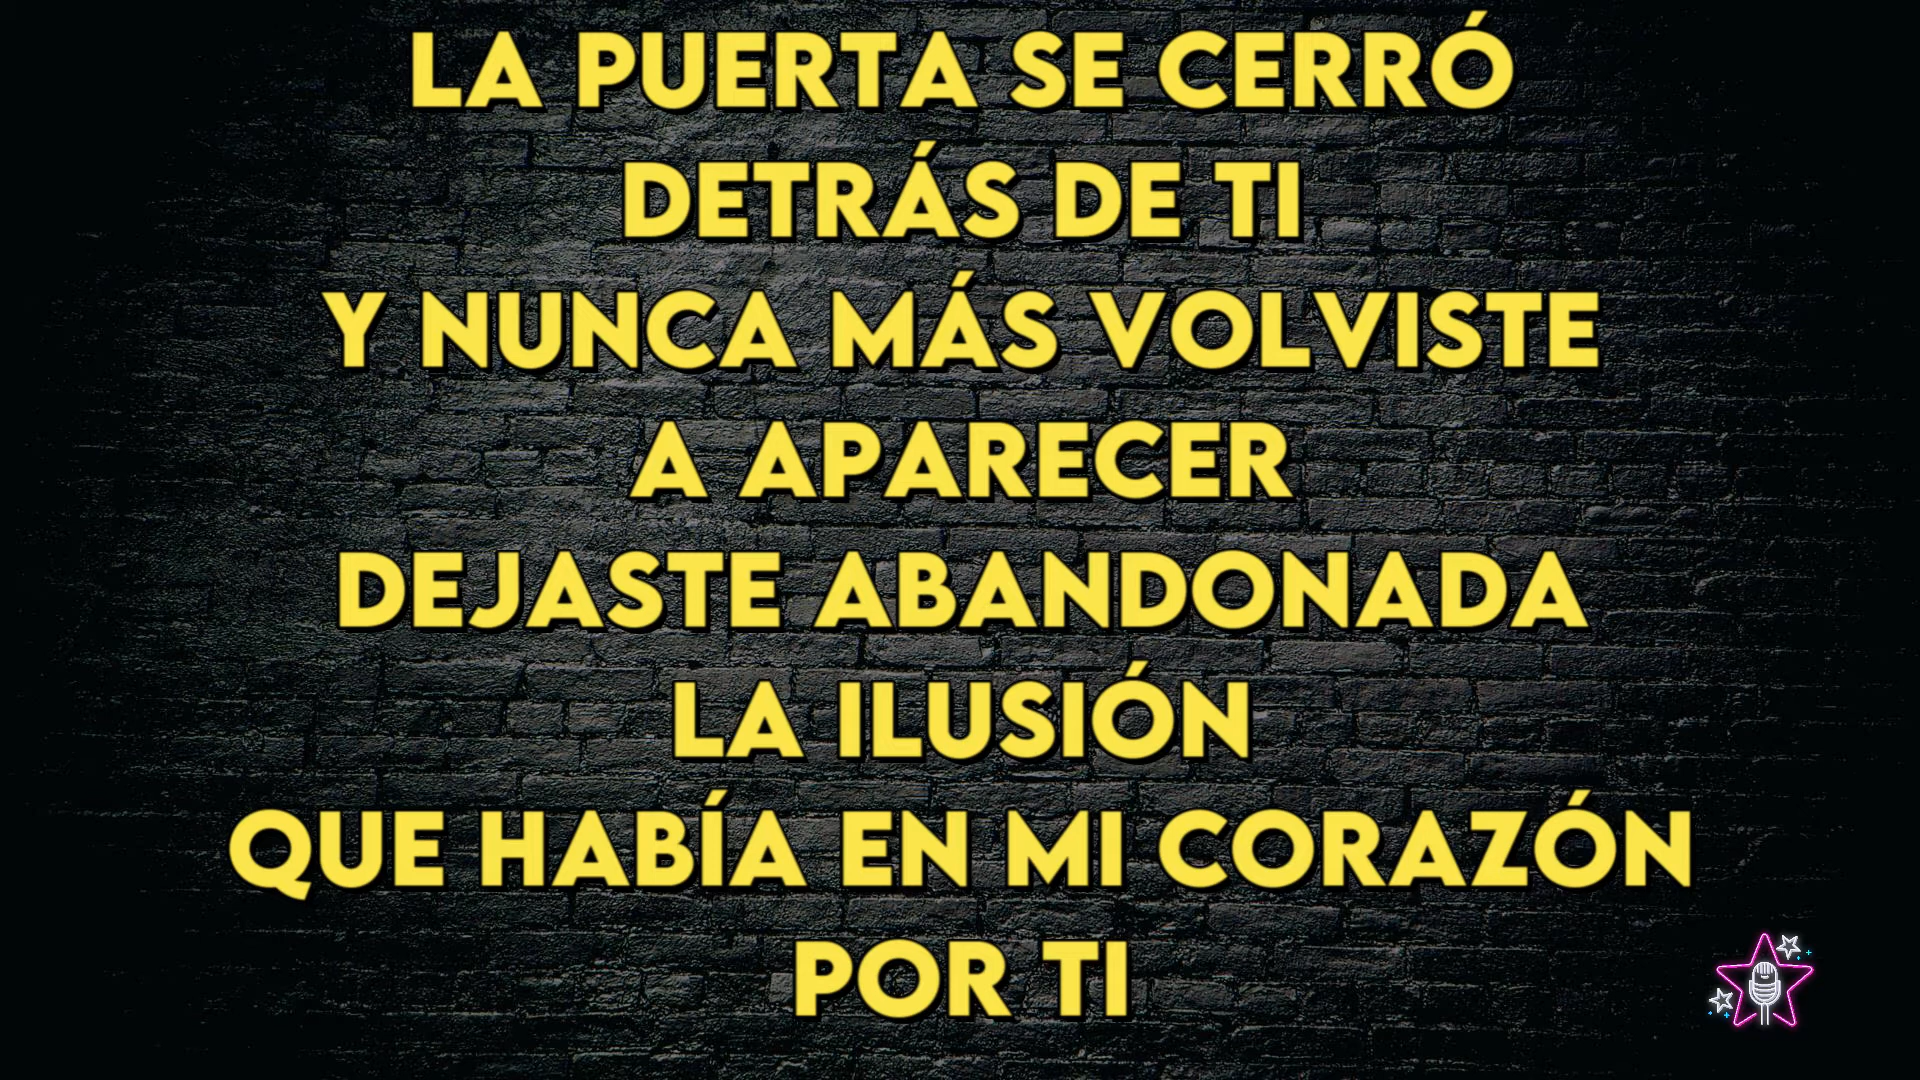 LA PUERTA SE CERRÓ
DETRÁS DE TI
Y NUNCA MÁS VOLVISTE
A APARECER
DEJASTE ABANDONADA
LA ILUSIÓN
QUE HABÍA EN MI CORAZÓN
POR TI